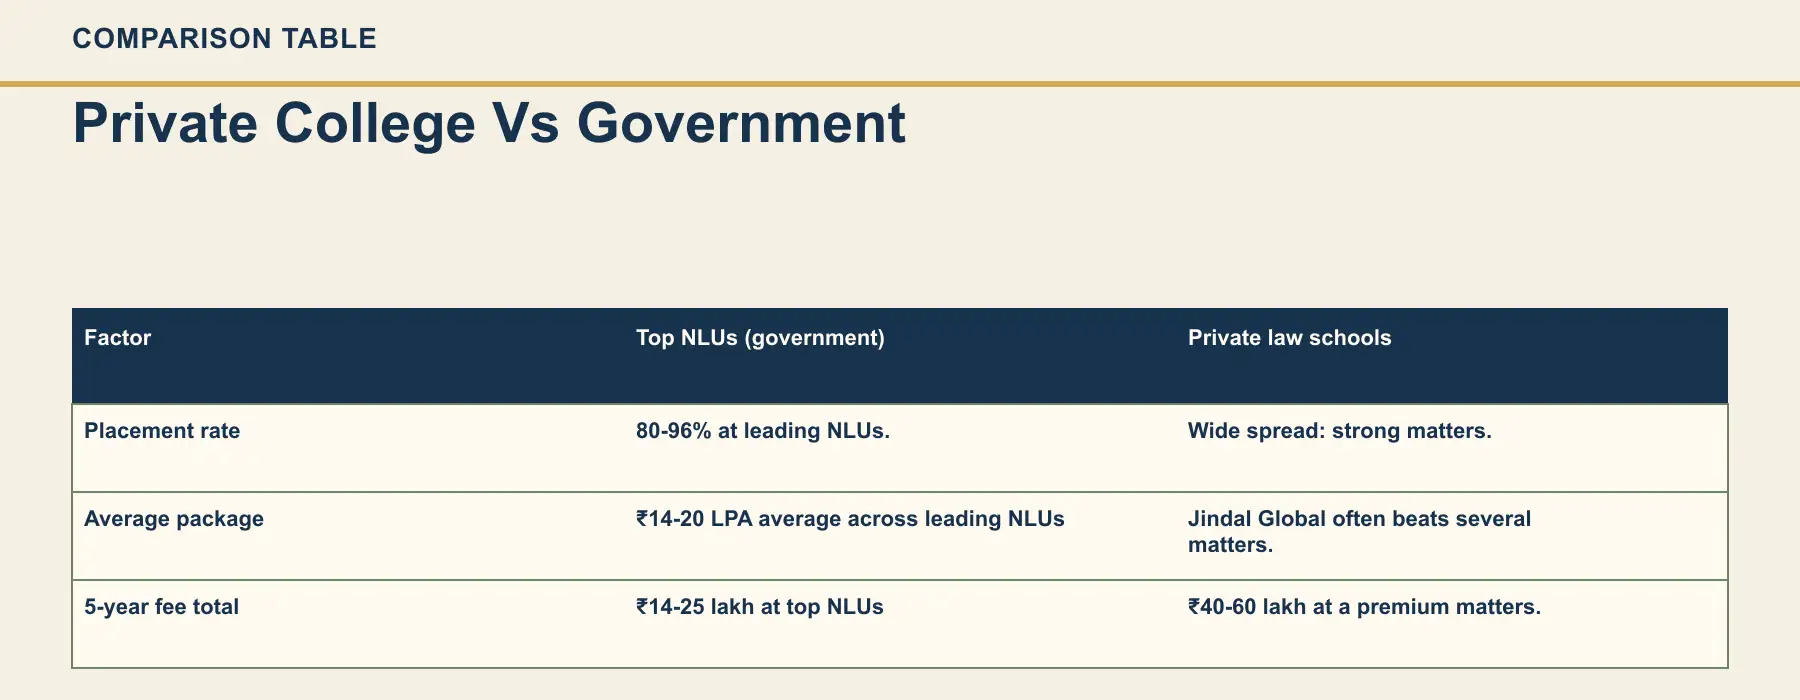 COMPARISON TABLE
Private College Vs Government
Factor
Top NLUs (government)
Private law schools
Placement rate
80-96% at leading NLUs.
Wide spread: strong matters.
Average package
₹14-20 LPA average across leading NLUs
Jindal Global often beats several
matters.
5-year fee total
₹14-25 lakh at top NLUs
₹40-60 lakh at a premium matters.